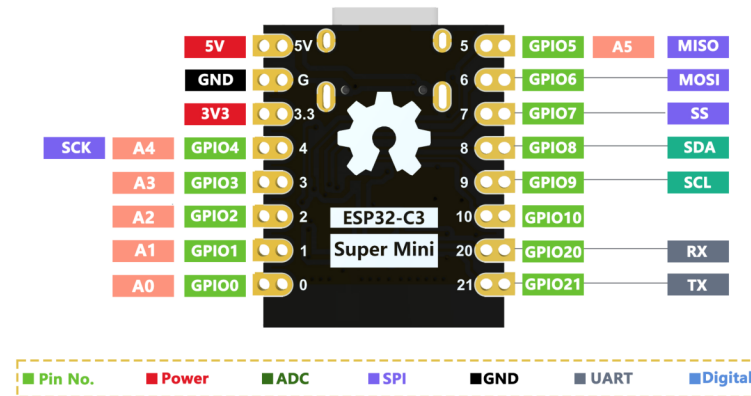 5V 5V 5 GPIO5 A5 MISO
GND G 6 GPIO6 MOSI
3V3 3.3 7 GPIO7 SS
SCK A4 GPIO4 4 8 GPIO8 SDA
A3 GPIO3 3 9 GPIO9 SCL
A2 GPIO2 2 ESP32-C3 10 GPIO10
A1 GPIO1 1 Super Mini 20 GPIO20 RX
A0 GPIO0 0 21 GPIO21 TX
Pin No. Power ADC SPI GND UART Digital